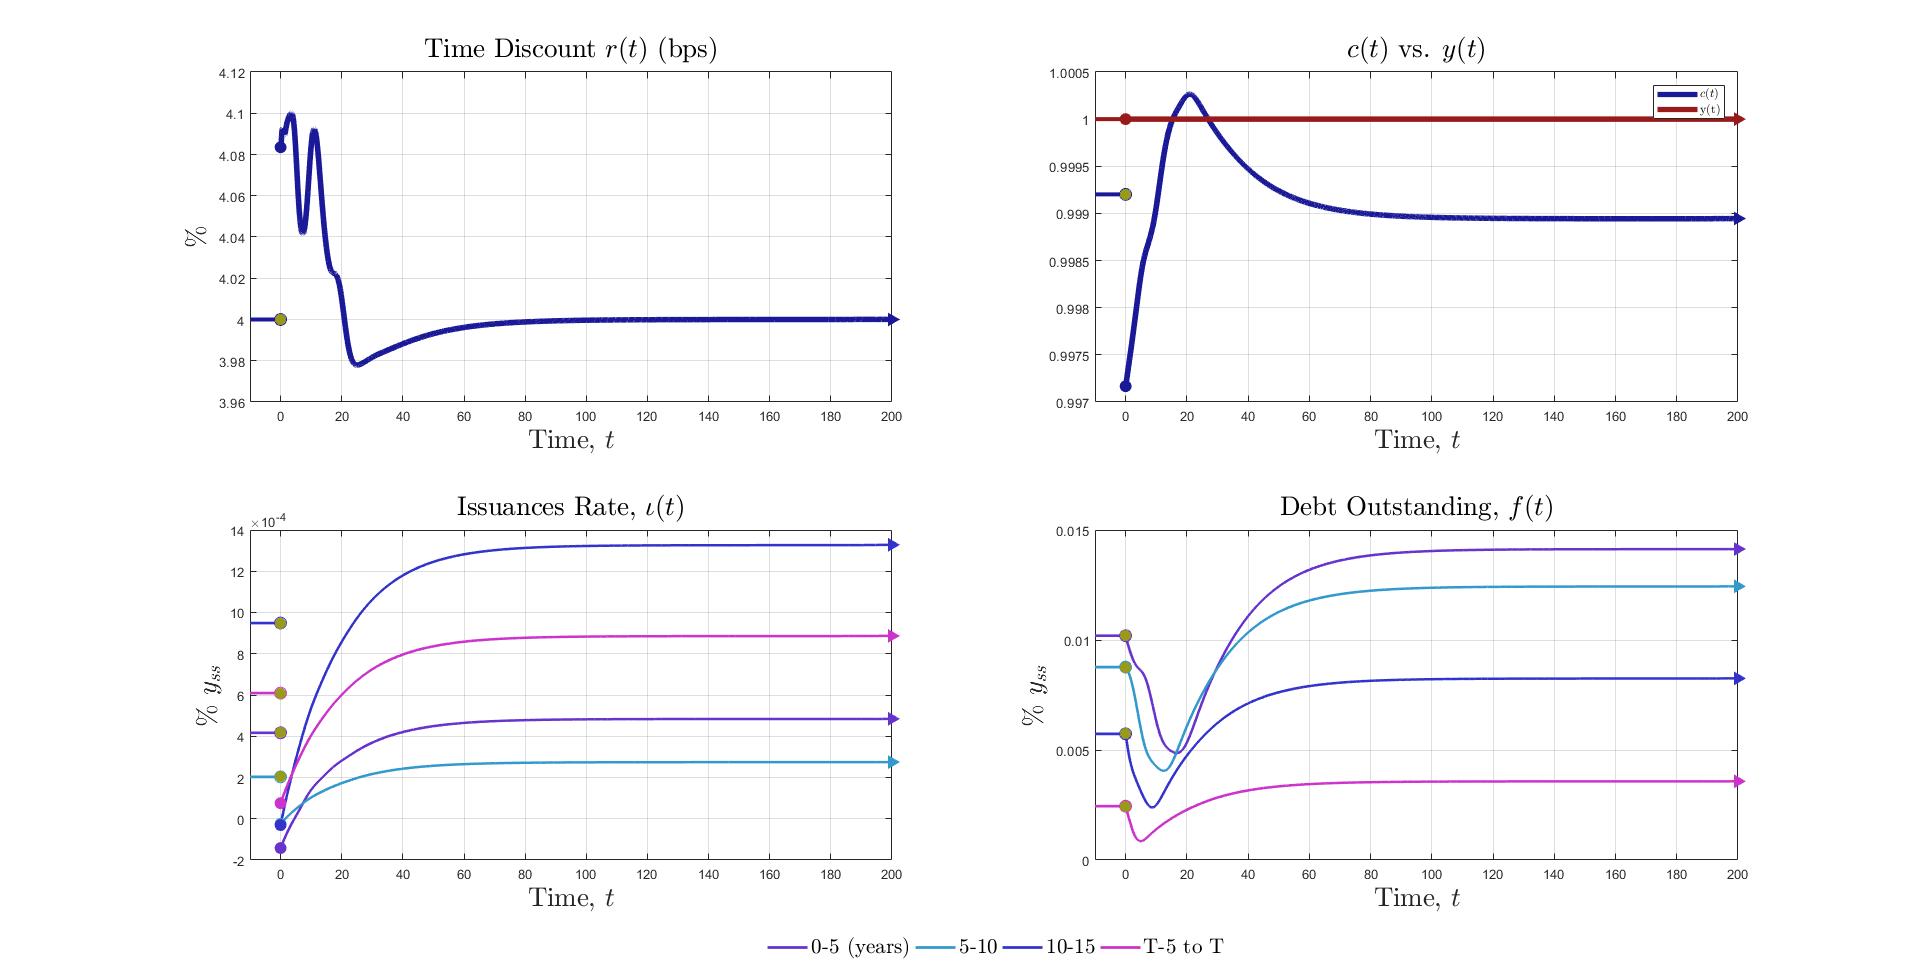 Time Discount r(t) (bps)
4.12
4.1
4.08
4.06
4.04
4.02
4
3.98
3.96
%
0 20 40 60 80 100 120 140 160 180 200
Time, t
c(t) vs. y(t)
1.0005
1
0.9995
0.999
0.9985
0.998
0.9975
0.997
c(t)
y(t)
0 20 40 60 80 100 120 140 160 180 200
Time, t
Issuances Rate, ι(t)
×10⁻⁴
14
12
10
8
6
4
2
0
-2
% yₛₛ
0 20 40 60 80 100 120 140 160 180 200
Time, t
Debt Outstanding, f(t)
0.015
0.01
0.005
0
% yₛₛ
0 20 40 60 80 100 120 140 160 180 200
Time, t
0-5 (years) 5-10 10-15 T-5 to T